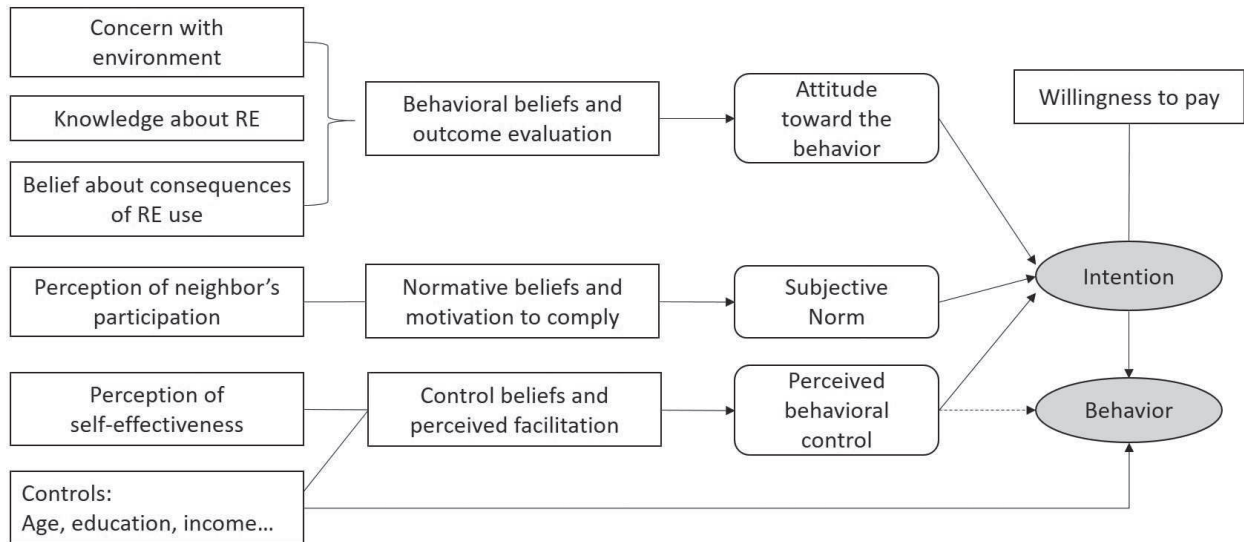 Concern with
environment
Knowledge about RE
Belief about consequences
of RE use
Behavioral beliefs and
outcome evaluation
Attitude
toward the
behavior
Willingness to pay
Perception of neighbor’s
participation
Normative beliefs and
motivation to comply
Subjective
Norm
Intention
Perception of
self-effectiveness
Control beliefs and
perceived facilitation
Perceived
behavioral
control
Behavior
Controls:
Age, education, income…